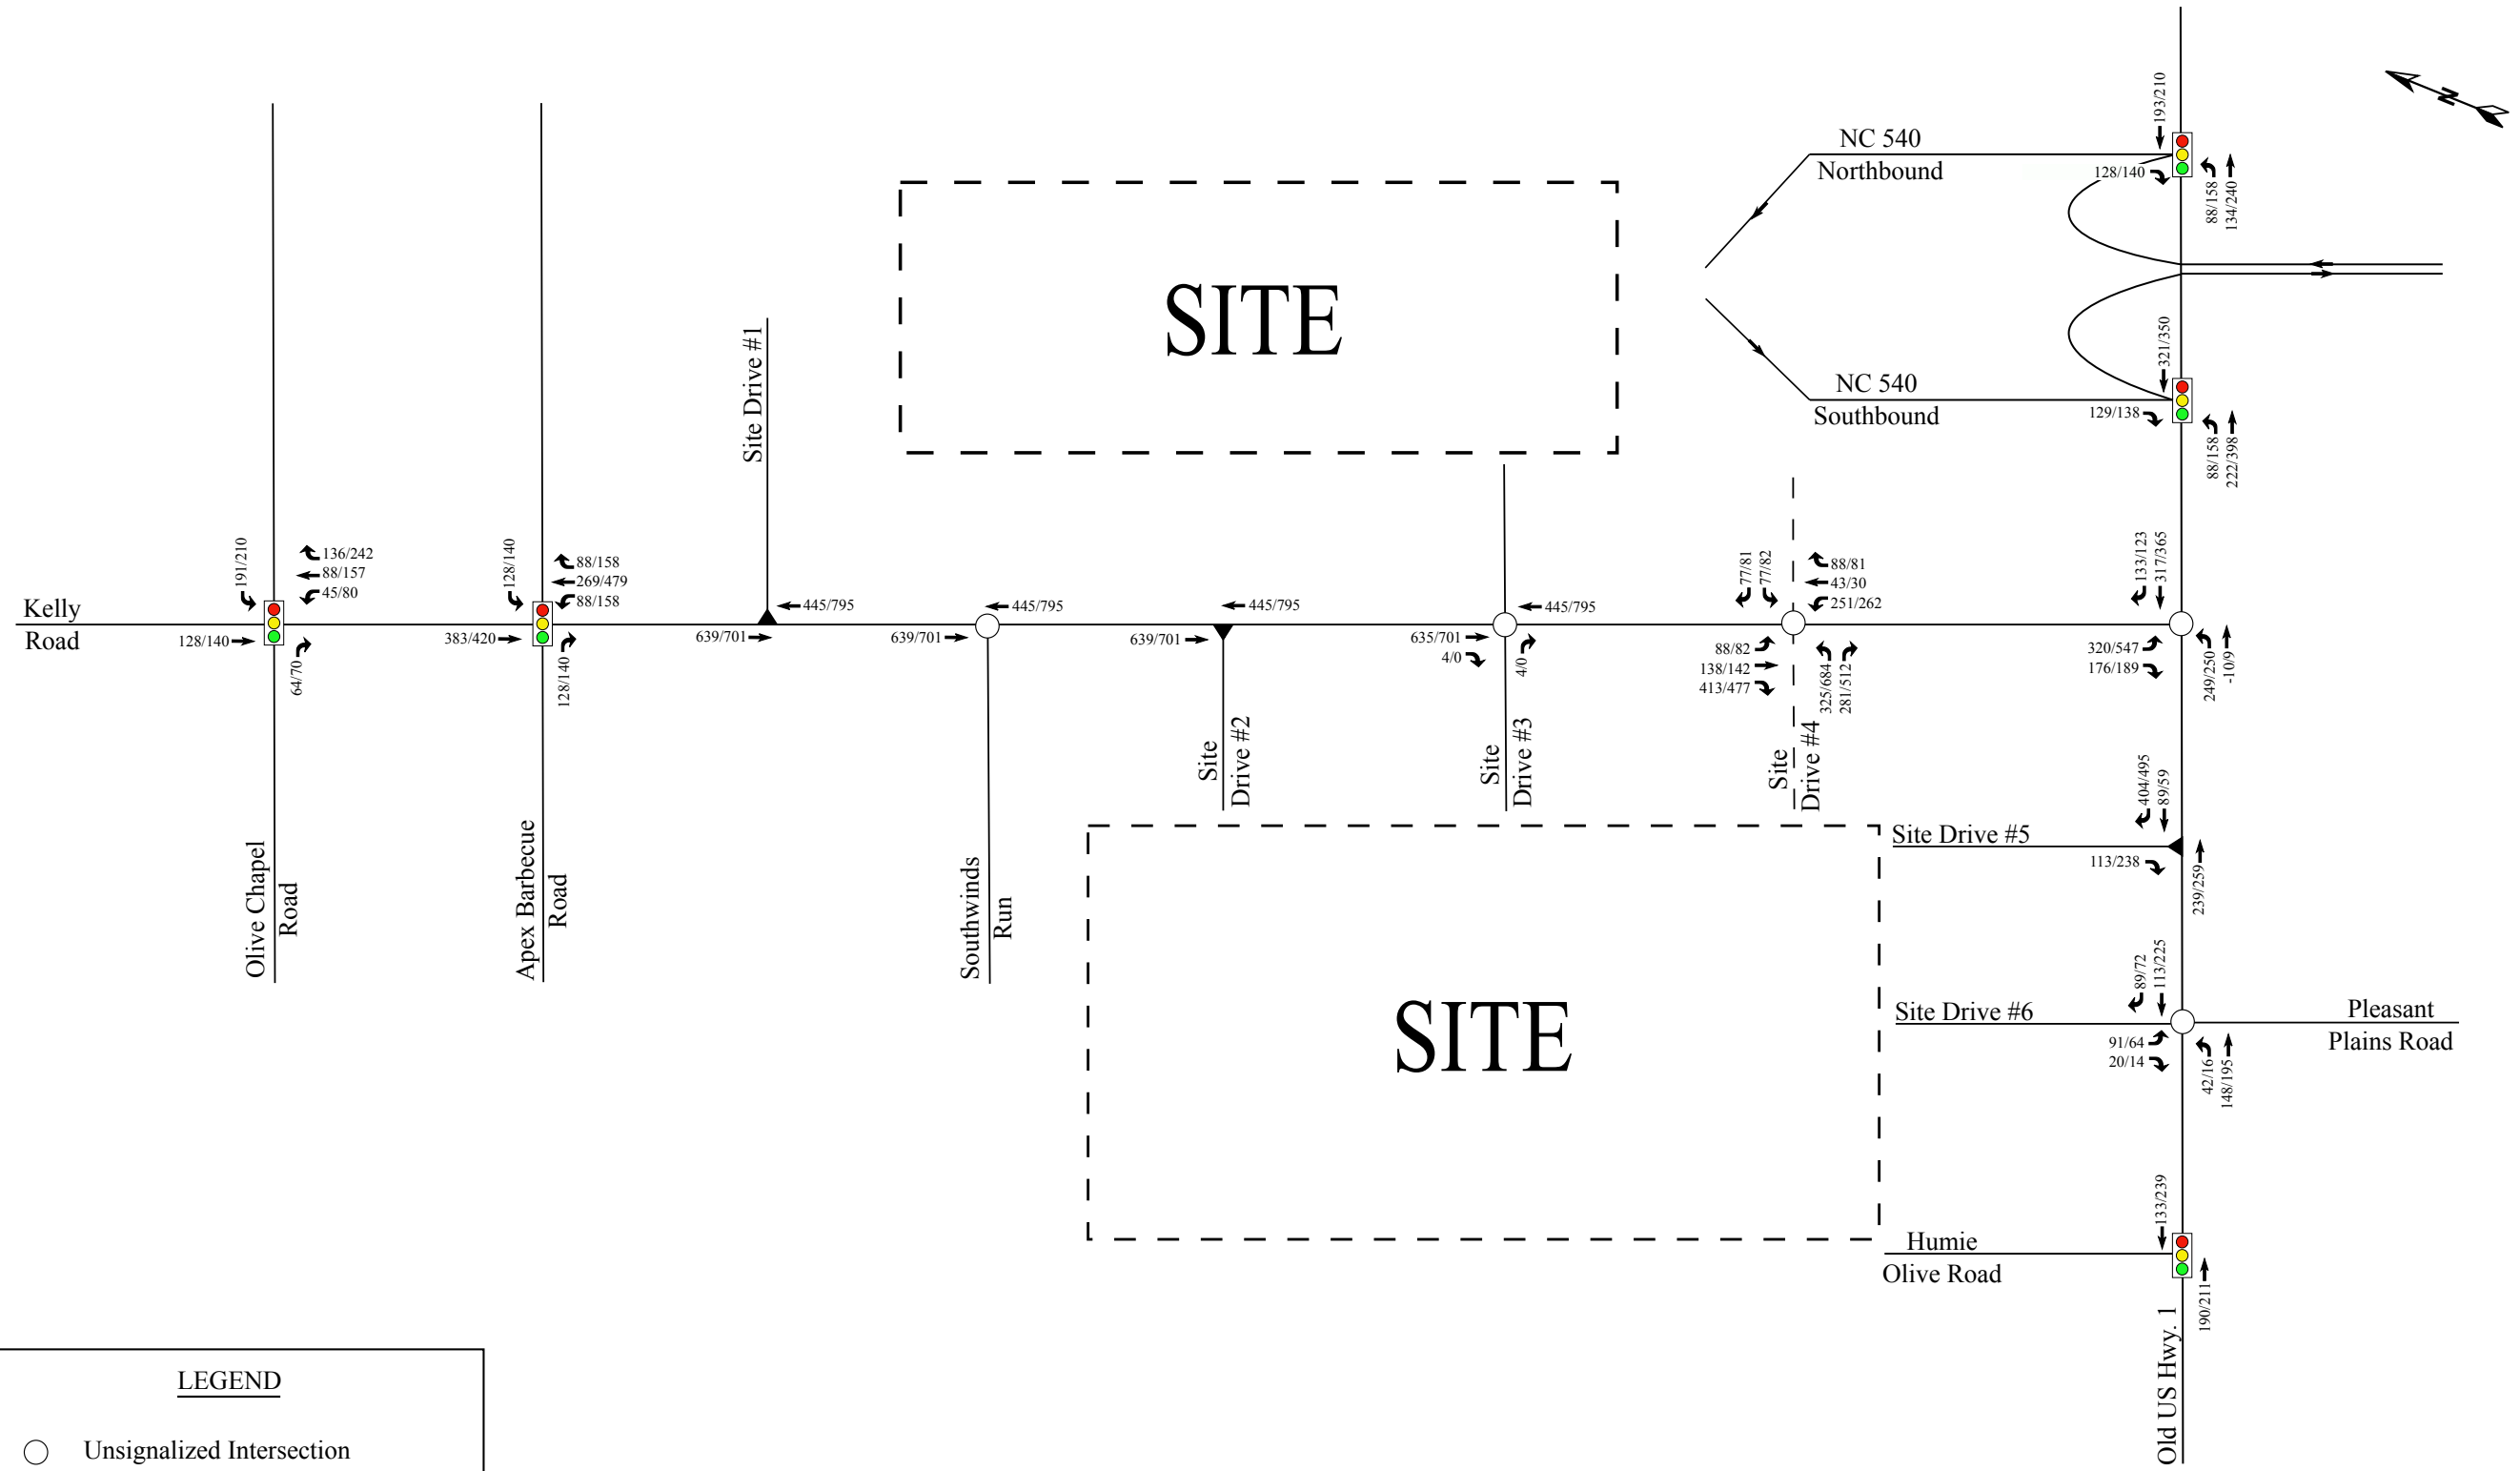 193/210
N
NC 540
Northbound
128/140
88/158
134/240
SITE
321/350
Site Drive #1
NC 540
Southbound
129/138
88/158
222/398
191/210
136/242
88/157
45/80
128/140
88/158
269/479
88/158
77/81
77/82
88/81
43/30
251/262
133/123
317/365
Kelly
Road
445/795
445/795
445/795
445/795
128/140
383/420
639/701
639/701
639/701
635/701
4/0
4/0
88/82
138/142
413/477
325/684
281/512
320/547
176/189
249/250
-10/9
64/70
128/140
Site
Drive #2
Site
Drive #3
Site
Drive #4
404/495
89/59
Olive Chapel
Road
Apex Barbecue
Road
Southwinds
Run
Site Drive #5
113/238
239/259
89/72
113/225
SITE
Site Drive #6
Pleasant
Plains Road
91/64
20/14
42/16
148/195
133/239
Humie
Olive Road
190/211
Old US Hwy. 1
LEGEND
Unsignalized Intersection